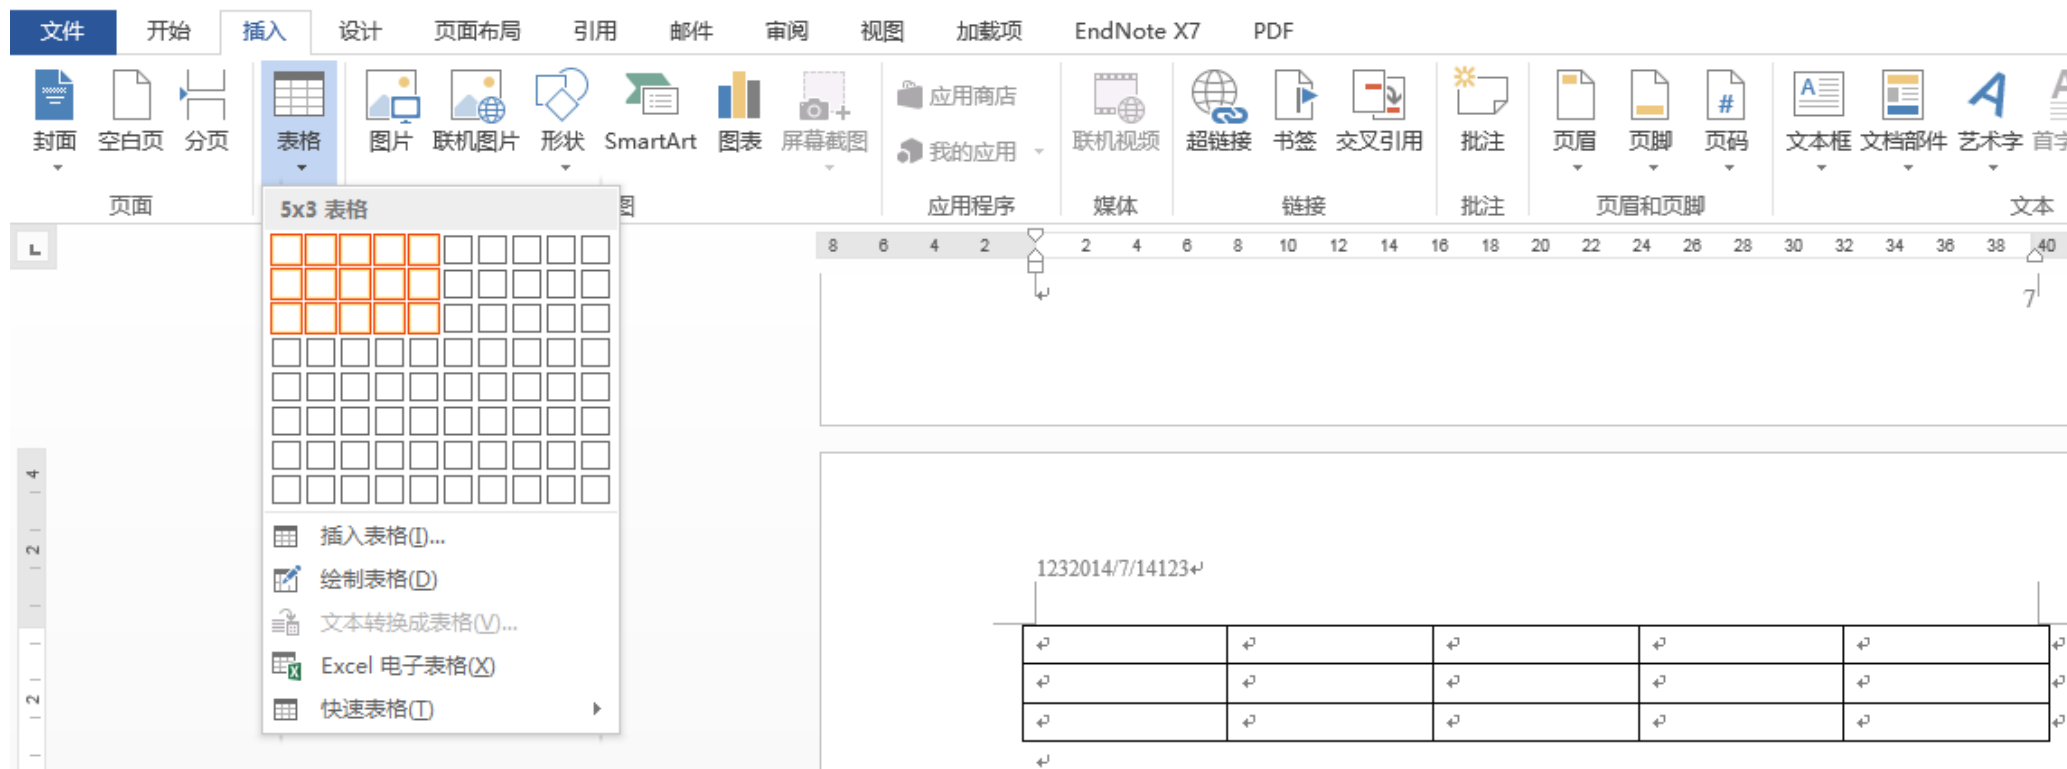 文件 开始 插入 设计 页面布局 引用 邮件 审阅 视图 加载项 EndNote X7 PDF
封面 空白页 分页 表格 图片 联机图片 形状 SmartArt 图表 屏幕截图 应用商店 我的应用 联机视频 超链接 书签 交叉引用 批注 页眉 页脚 页码 文本框 文档部件 艺术字 首字
页面 图 应用程序 媒体 链接 批注 页眉和页脚 文本
5x3 表格
L 8 6 4 2 2 4 6 8 10 12 14 16 18 20 22 24 26 28 30 32 34 36 38 40
7
4
2
2
插入表格(I)...
绘制表格(D)
文本转换成表格(V)...
Excel 电子表格(X)
快速表格(T)
1232014/7/14123